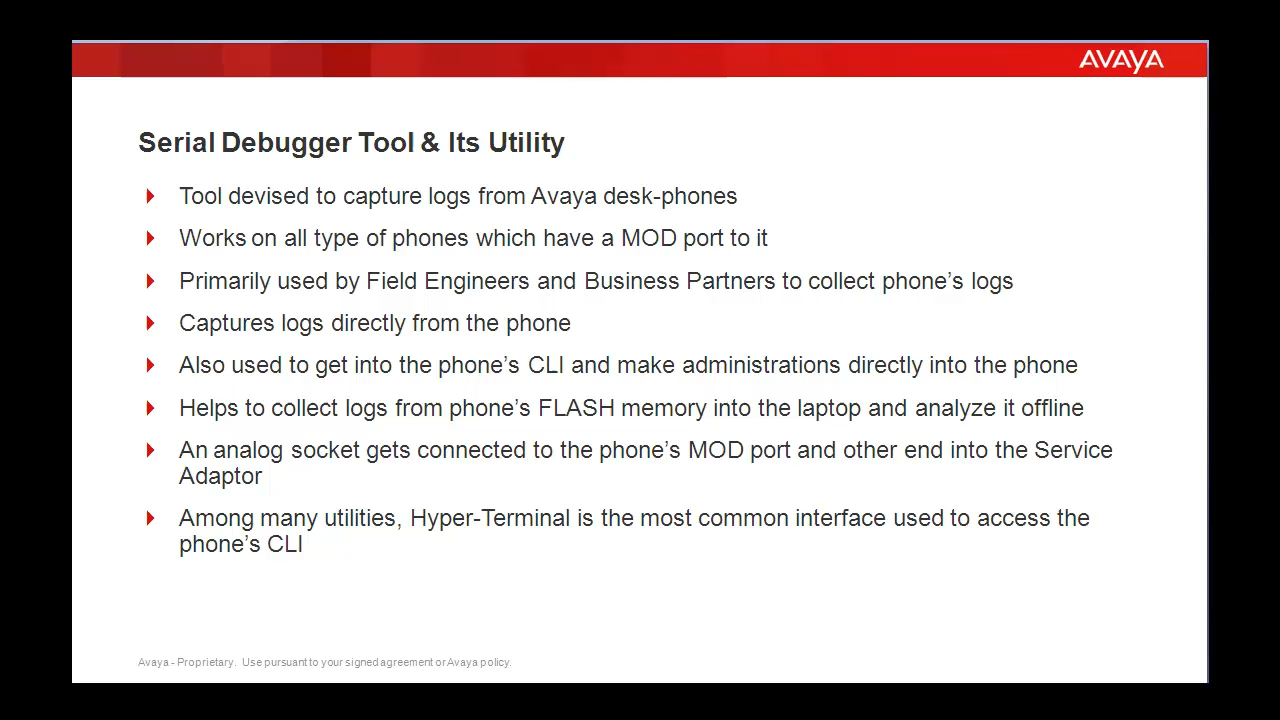 AVAYA
Serial Debugger Tool & Its Utility
Tool devised to capture logs from Avaya desk-phones
Works on all type of phones which have a MOD port to it
Primarily used by Field Engineers and Business Partners to collect phone’s logs
Captures logs directly from the phone
Also used to get into the phone’s CLI and make administrations directly into the phone
Helps to collect logs from phone’s FLASH memory into the laptop and analyze it offline
An analog socket gets connected to the phone’s MOD port and other end into the Service
Adaptor
Among many utilities, Hyper-Terminal is the most common interface used to access the
phone’s CLI
Avaya - Proprietary. Use pursuant to your signed agreement or Avaya policy.